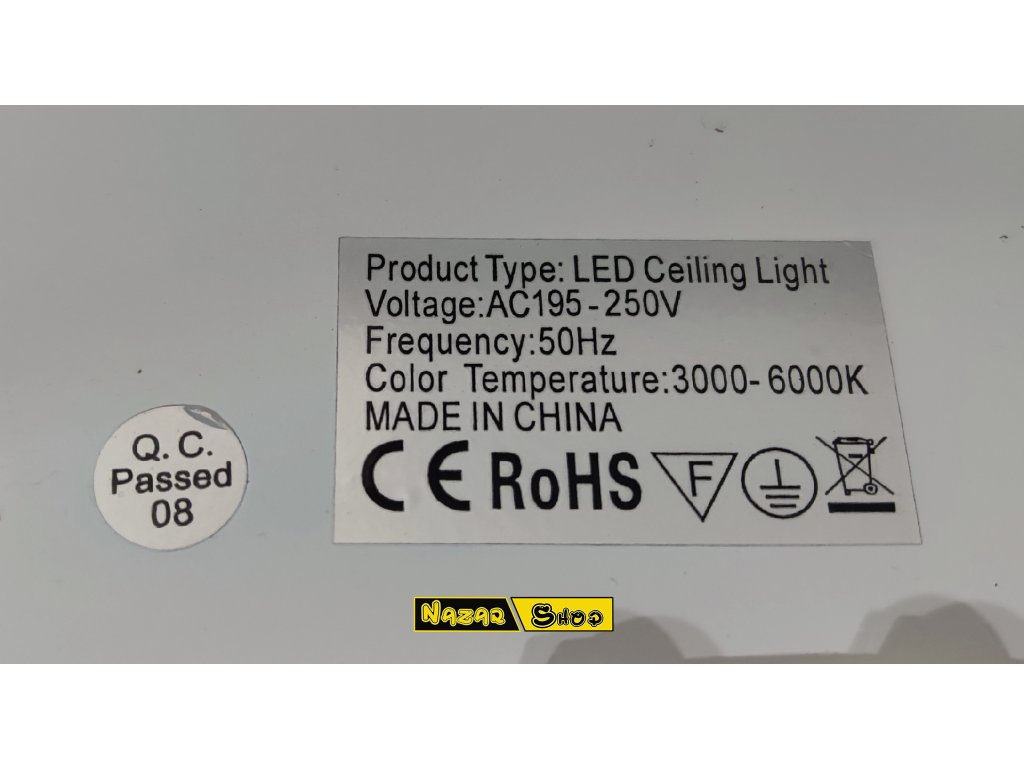 Product Type: LED Ceiling Light
Voltage:AC195-250V
Frequency:50Hz
Color Temperature:3000-6000K
MADE IN CHINA
CE RoHS F
Q.C.
Passed
08
Nazar Shop